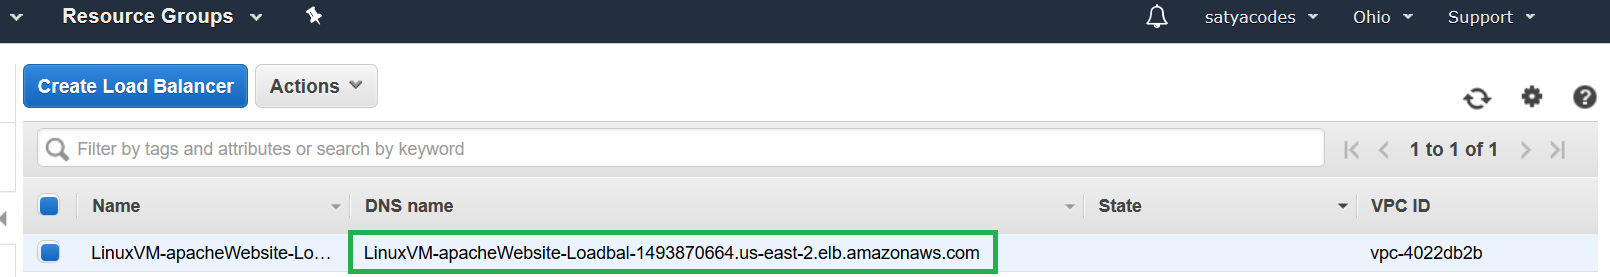 Resource Groups satyacodes Ohio Support
Create Load Balancer Actions
Filter by tags and attributes or search by keyword 1 to 1 of 1
Name DNS name State VPC ID
LinuxVM-apacheWebsite-Lo... LinuxVM-apacheWebsite-Loadbal-1493870664.us-east-2.elb.amazonaws.com vpc-4022db2b